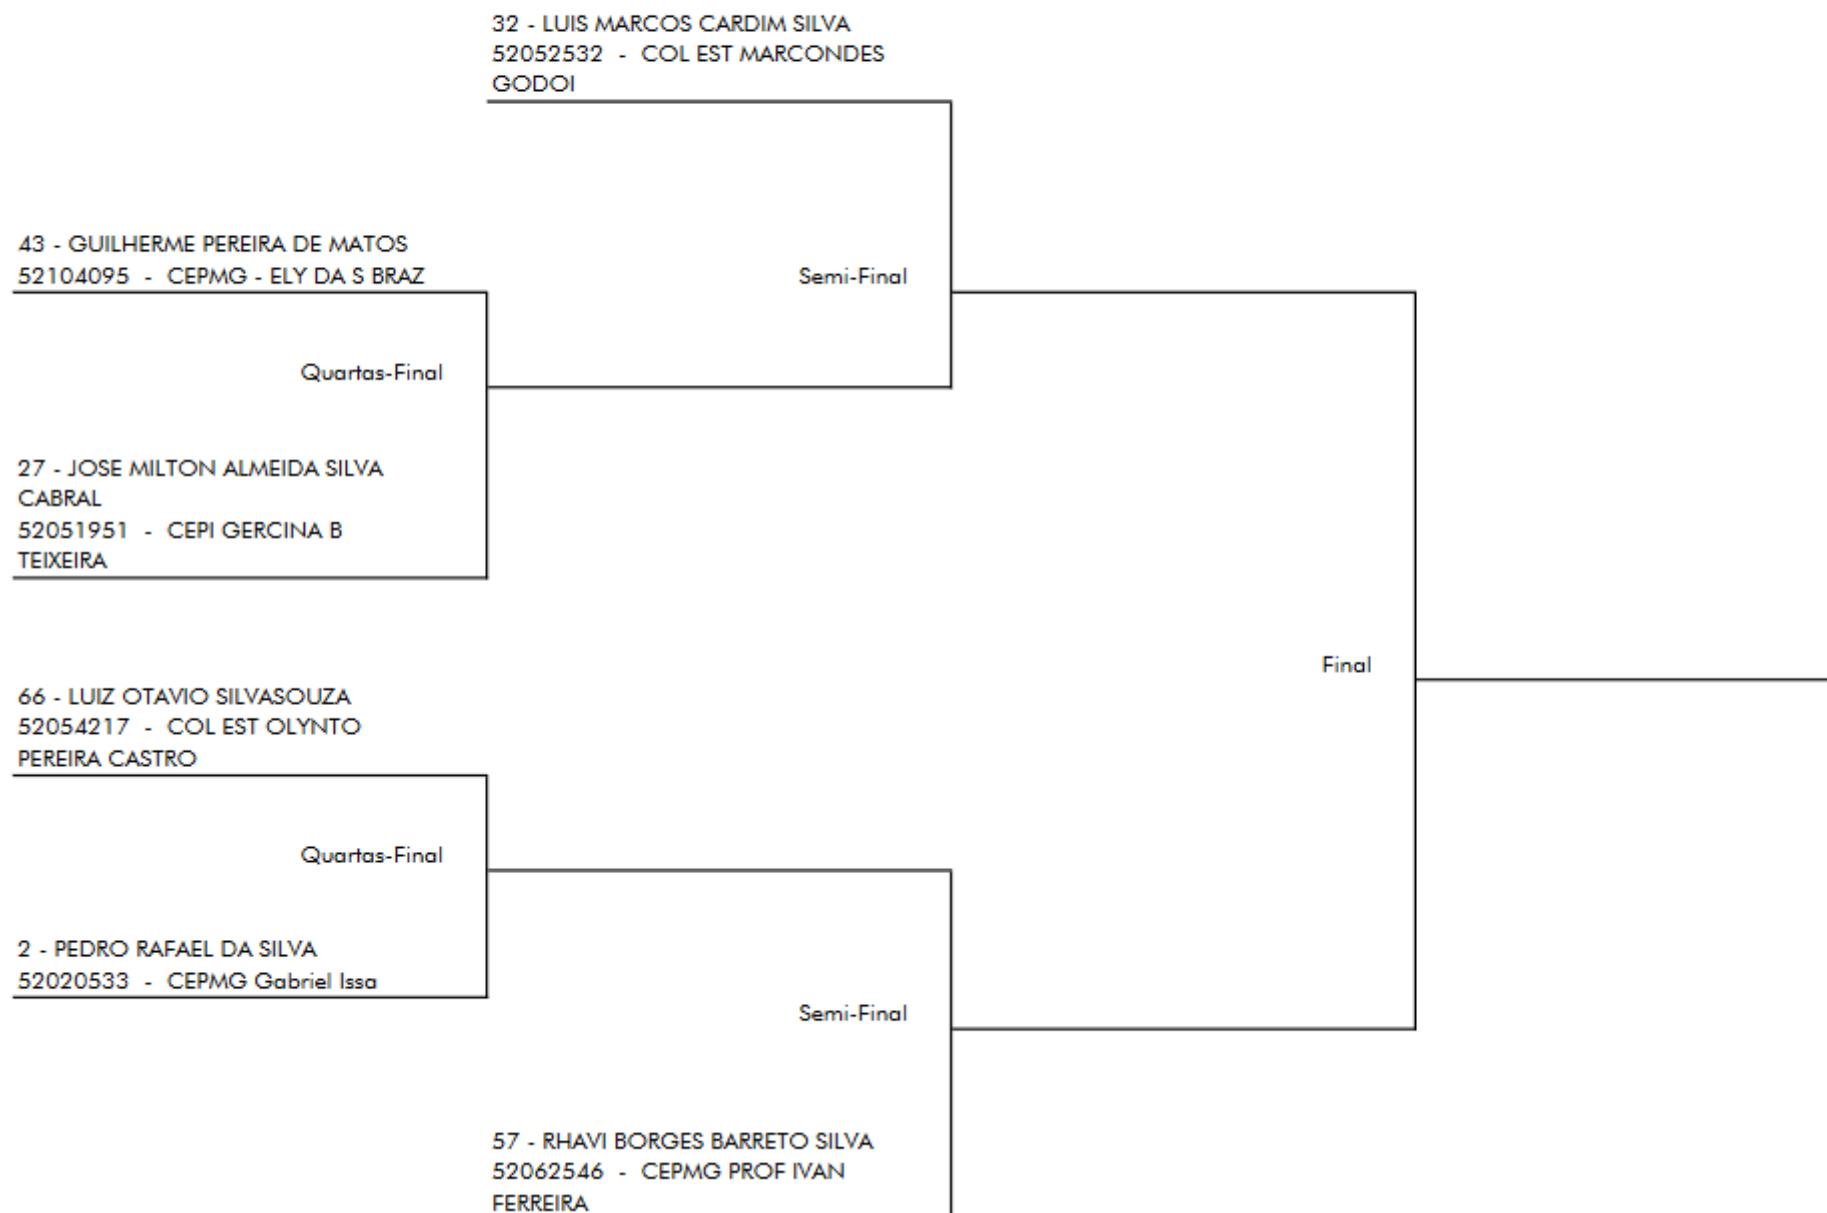 32 - LUIS MARCOS CARDIM SILVA
52052532 - COL EST MARCONDES
GODOI
43 - GUILHERME PEREIRA DE MATOS
52104095 - CEPMG - ELY DA S BRAZ
Semi-Final
Quartas-Final
27 - JOSE MILTON ALMEIDA SILVA
CABRAL
52051951 - CEPI GERCINA B
TEIXEIRA
Final
66 - LUIZ OTAVIO SILVASOUZA
52054217 - COL EST OLYNTO
PEREIRA CASTRO
Quartas-Final
2 - PEDRO RAFAEL DA SILVA
52020533 - CEPMG Gabriel Issa
Semi-Final
57 - RHAVI BORGES BARRETO SILVA
52062546 - CEPMG PROF IVAN
FERREIRA